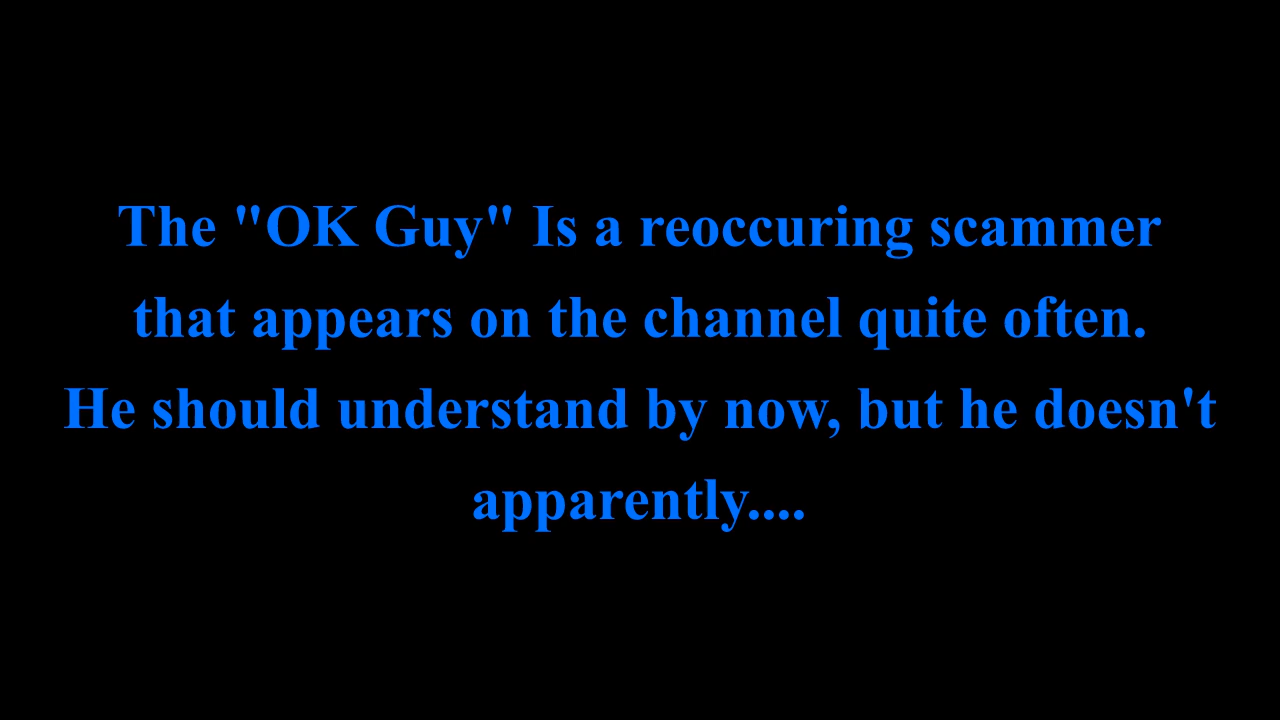 The "OK Guy" Is a reoccuring scammer
that appears on the channel quite often.
He should understand by now, but he doesn't
apparently....